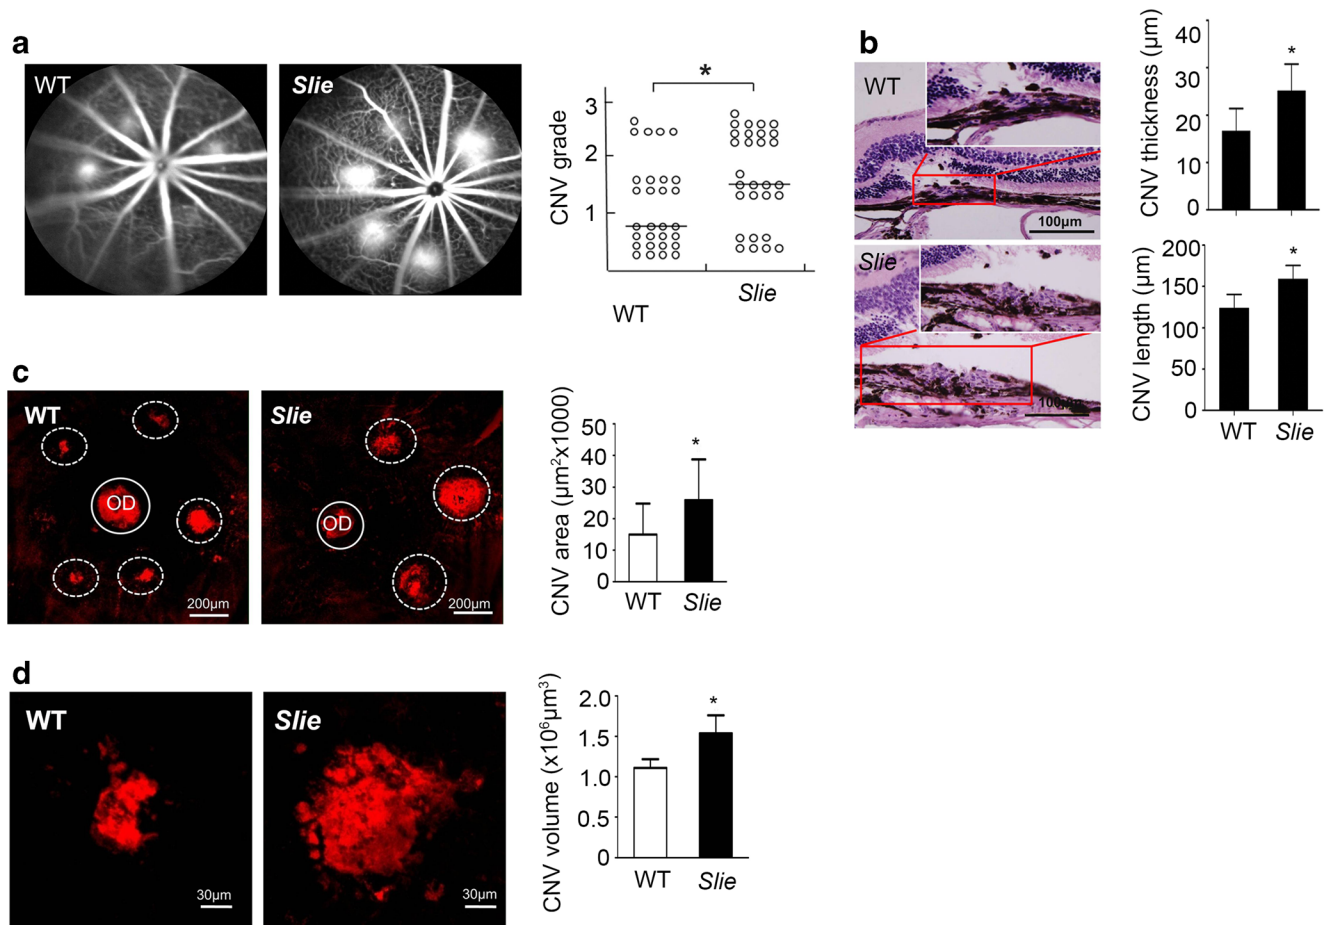 a
WT
Slie
CNV grade
3
2
1
*
WT
Slie
b
WT
100µm
Slie
100µm
CNV thickness (µm)
40
30
20
10
0
*
CNV length (µm)
200
150
100
50
0
*
WT
Slie
c
WT
OD
200µm
Slie
OD
200µm
CNV area (µm²x1000)
50
40
30
20
10
0
*
WT
Slie
d
WT
30µm
Slie
30µm
CNV volume (x10⁶µm³)
2.0
1.5
1.0
0.5
0
*
WT
Slie